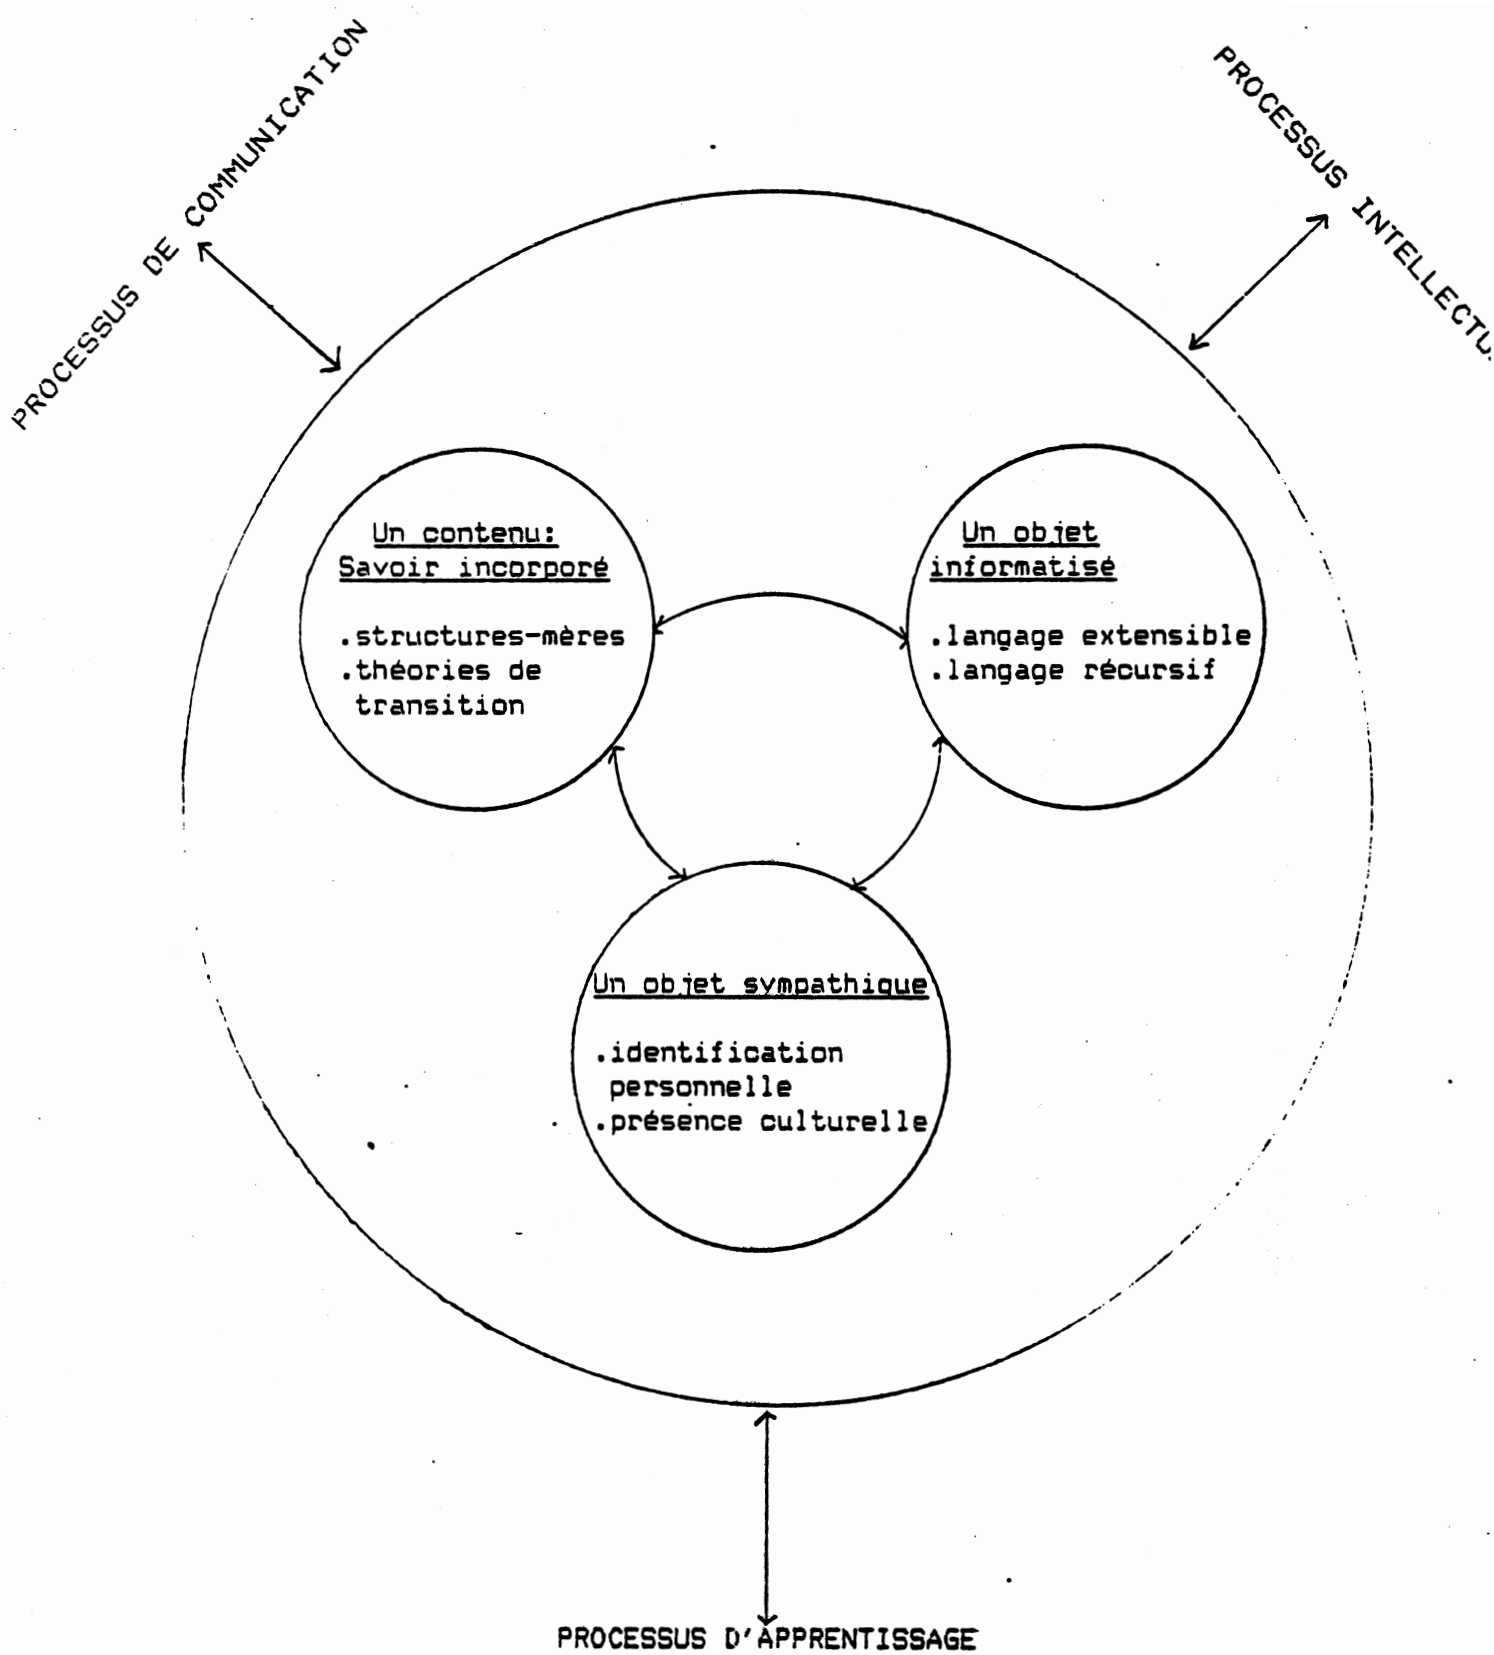 PROCESSUS DE COMMUNICATION
PROCESSUS
Un contenu:
Savoir incorporé
.structures-mères
.théories de
transition
Un objet
informatisé
.langage extensible
.langage récursif
Un objet sympathique
.identification
personnelle
.présence culturelle
PROCESSUS D'APPRENTISSAGE